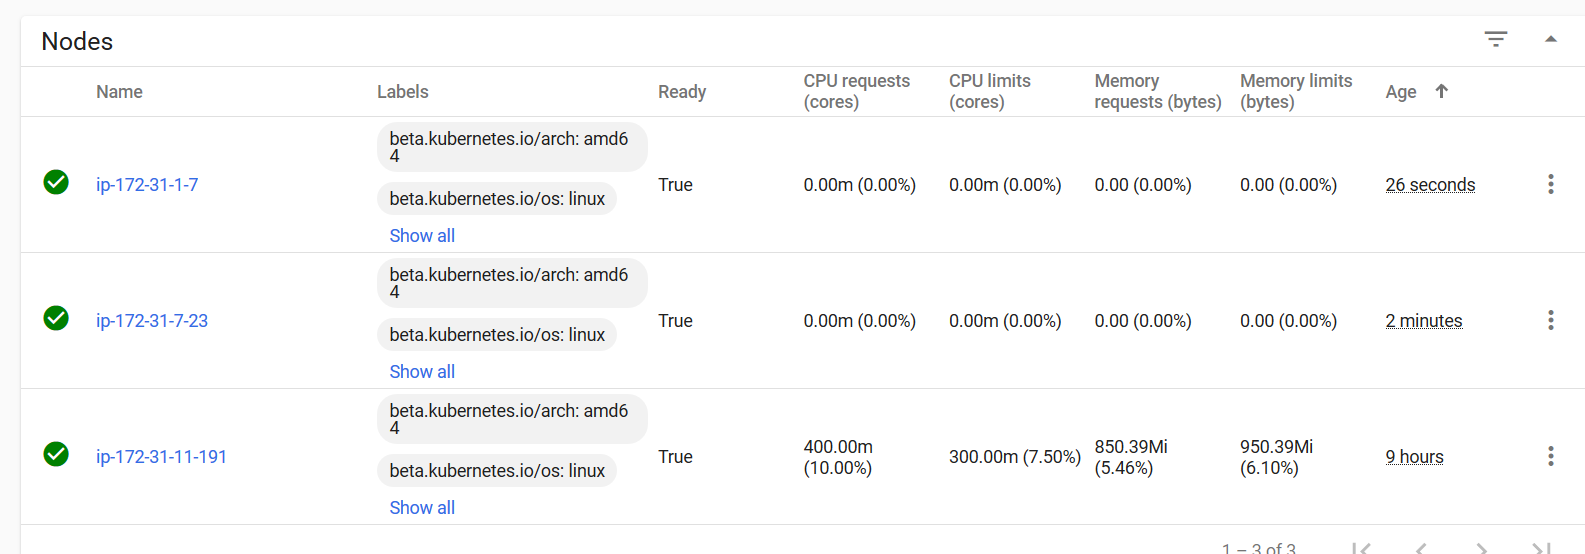 Nodes
Name Labels Ready CPU requests (cores) CPU limits (cores) Memory requests (bytes) Memory limits (bytes) Age
beta.kubernetes.io/arch: amd6
4
ip-172-31-1-7 True 0.00m (0.00%) 0.00m (0.00%) 0.00 (0.00%) 0.00 (0.00%) 26 seconds
beta.kubernetes.io/os: linux
Show all
beta.kubernetes.io/arch: amd6
4
ip-172-31-7-23 True 0.00m (0.00%) 0.00m (0.00%) 0.00 (0.00%) 0.00 (0.00%) 2 minutes
beta.kubernetes.io/os: linux
Show all
beta.kubernetes.io/arch: amd6
4
ip-172-31-11-191 True 400.00m (10.00%) 300.00m (7.50%) 850.39Mi (5.46%) 950.39Mi (6.10%) 9 hours
beta.kubernetes.io/os: linux
Show all
1 – 3 of 3